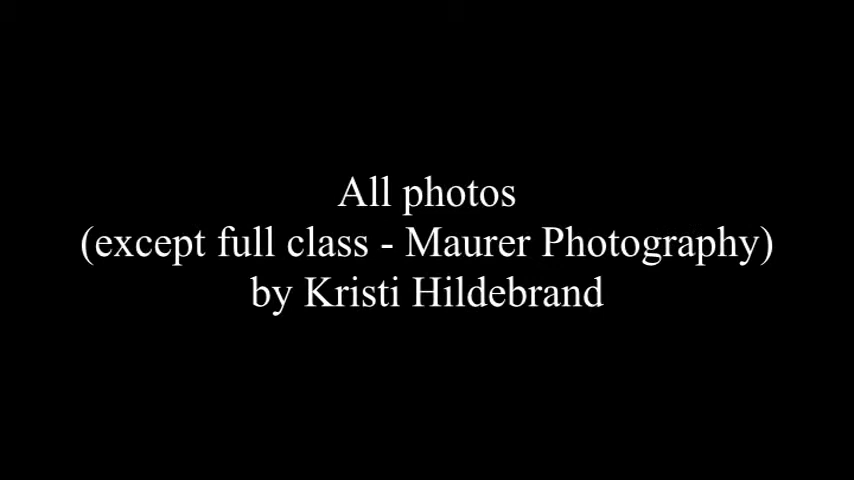 All photos
(except full class - Maurer Photography)
by Kristi Hildebrand